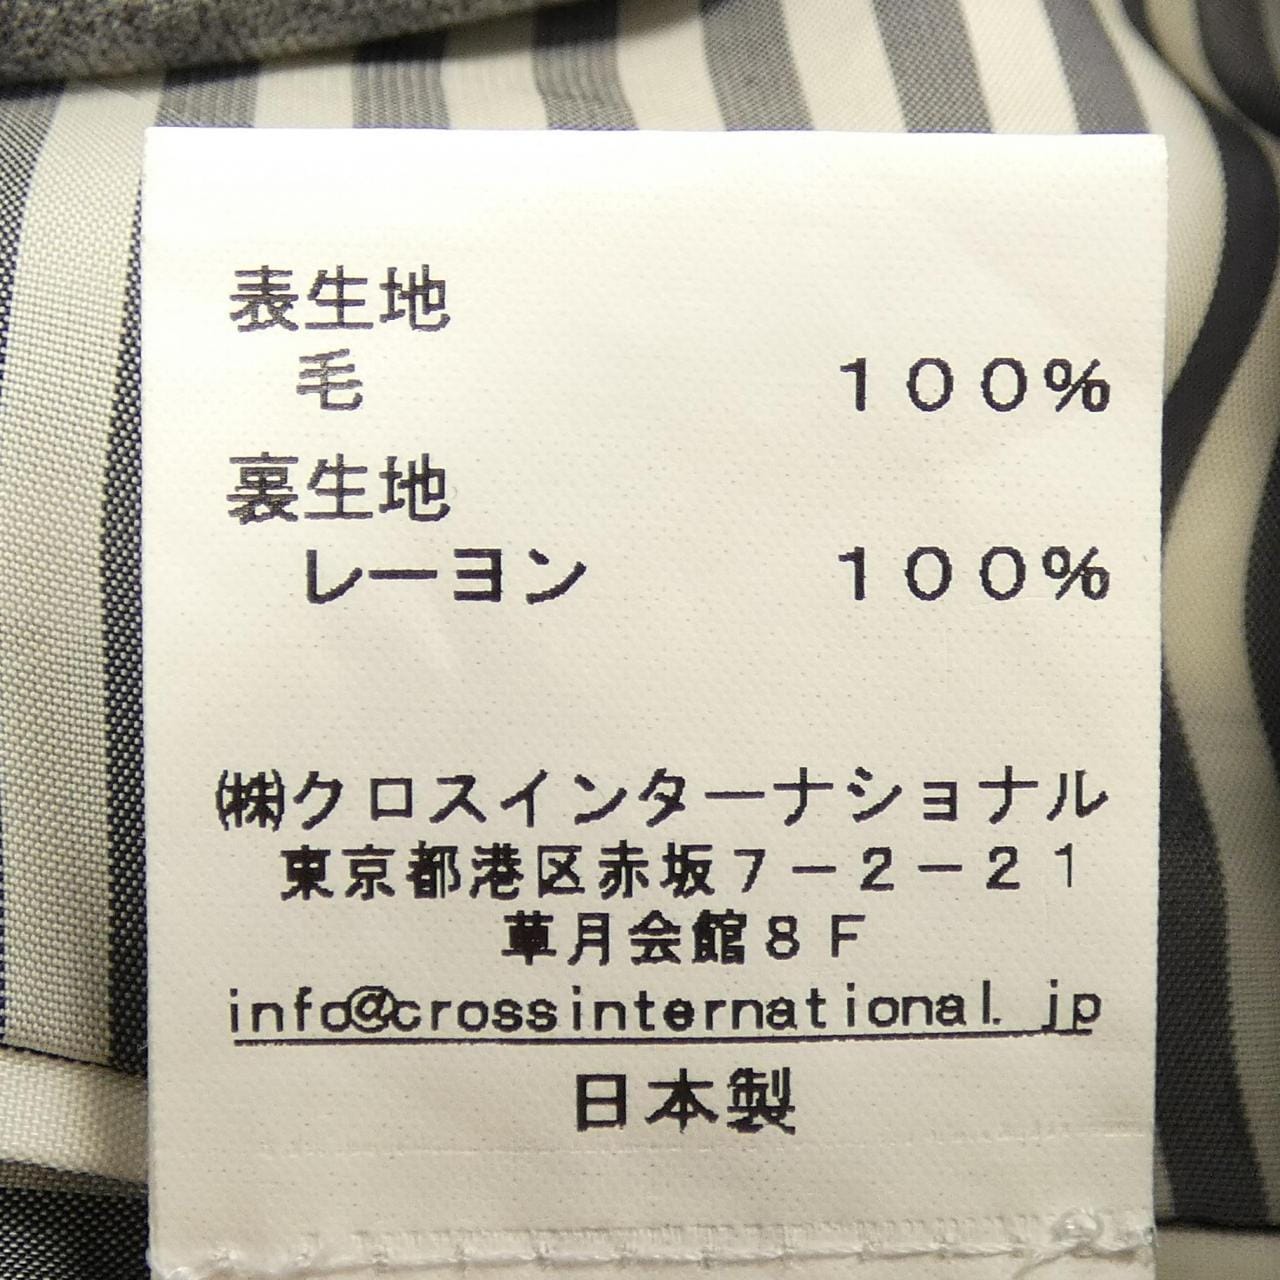 表生地
毛 100%
裏生地
レーヨン 100%
㈱クロスインターナショナル
東京都港区赤坂7-2-21
草月会館8F
info@crossinternational.jp
日本製